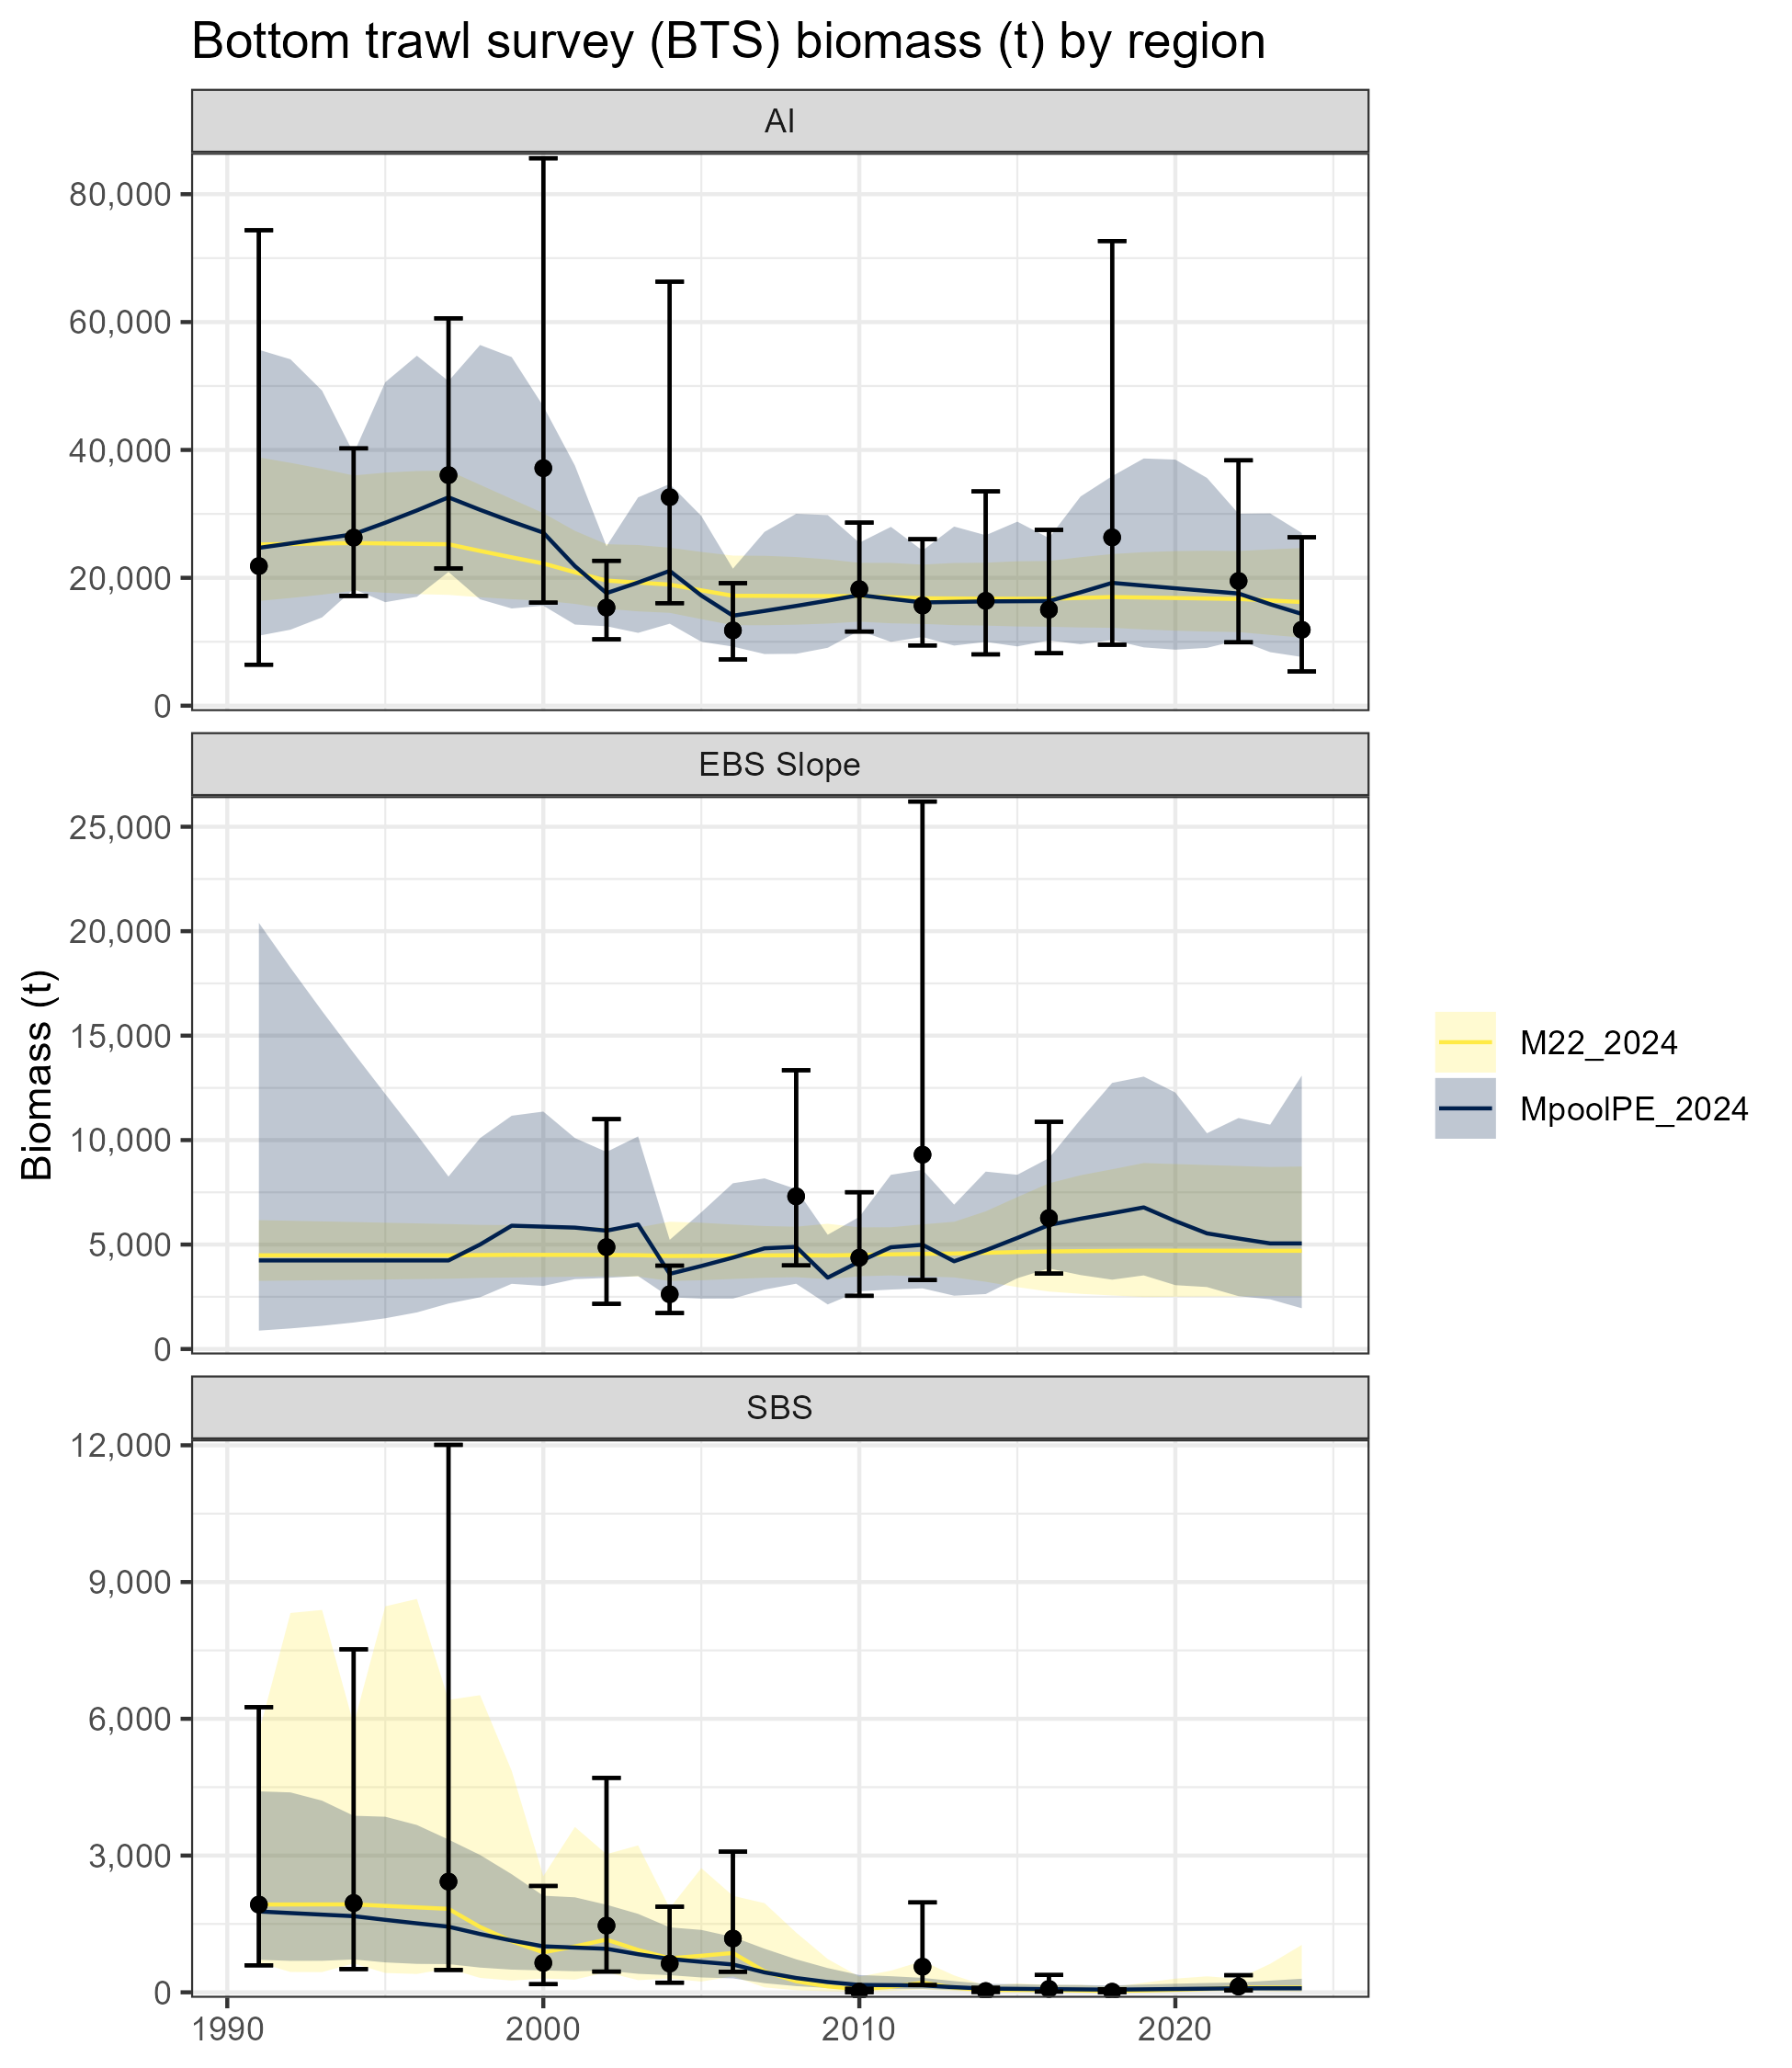 Bottom trawl survey (BTS) biomass (t) by region
AI
80,000
60,000
40,000
20,000
0
EBS Slope
25,000
20,000
15,000
10,000
5,000
0
SBS
12,000
9,000
6,000
3,000
0
1990 2000 2010 2020
Biomass (t)
M22_2024
MpoolPE_2024